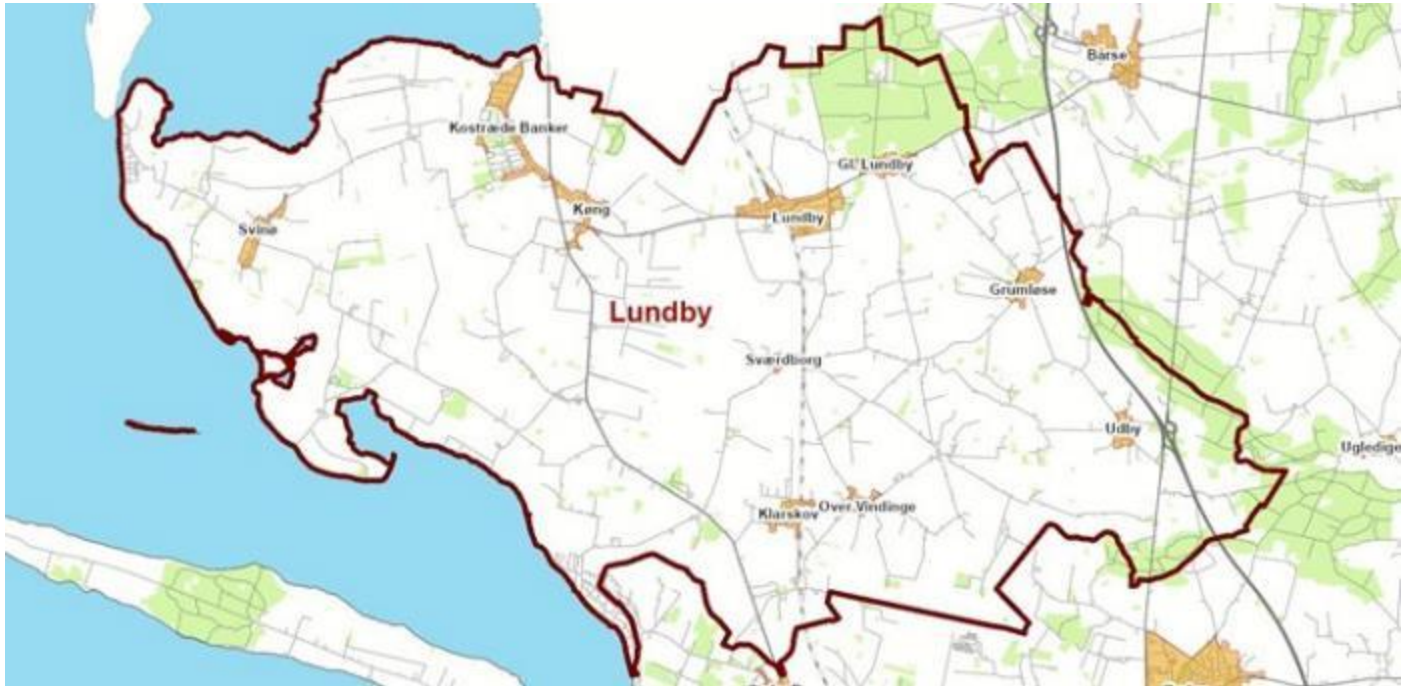 Bårse
Kostræde Banker
Gl. Lundby
Køng
Lundby
Svinø
Grumløse
Lundby
Sværdborg
Udby
Ugledige
Klarskov
Over Vindinge